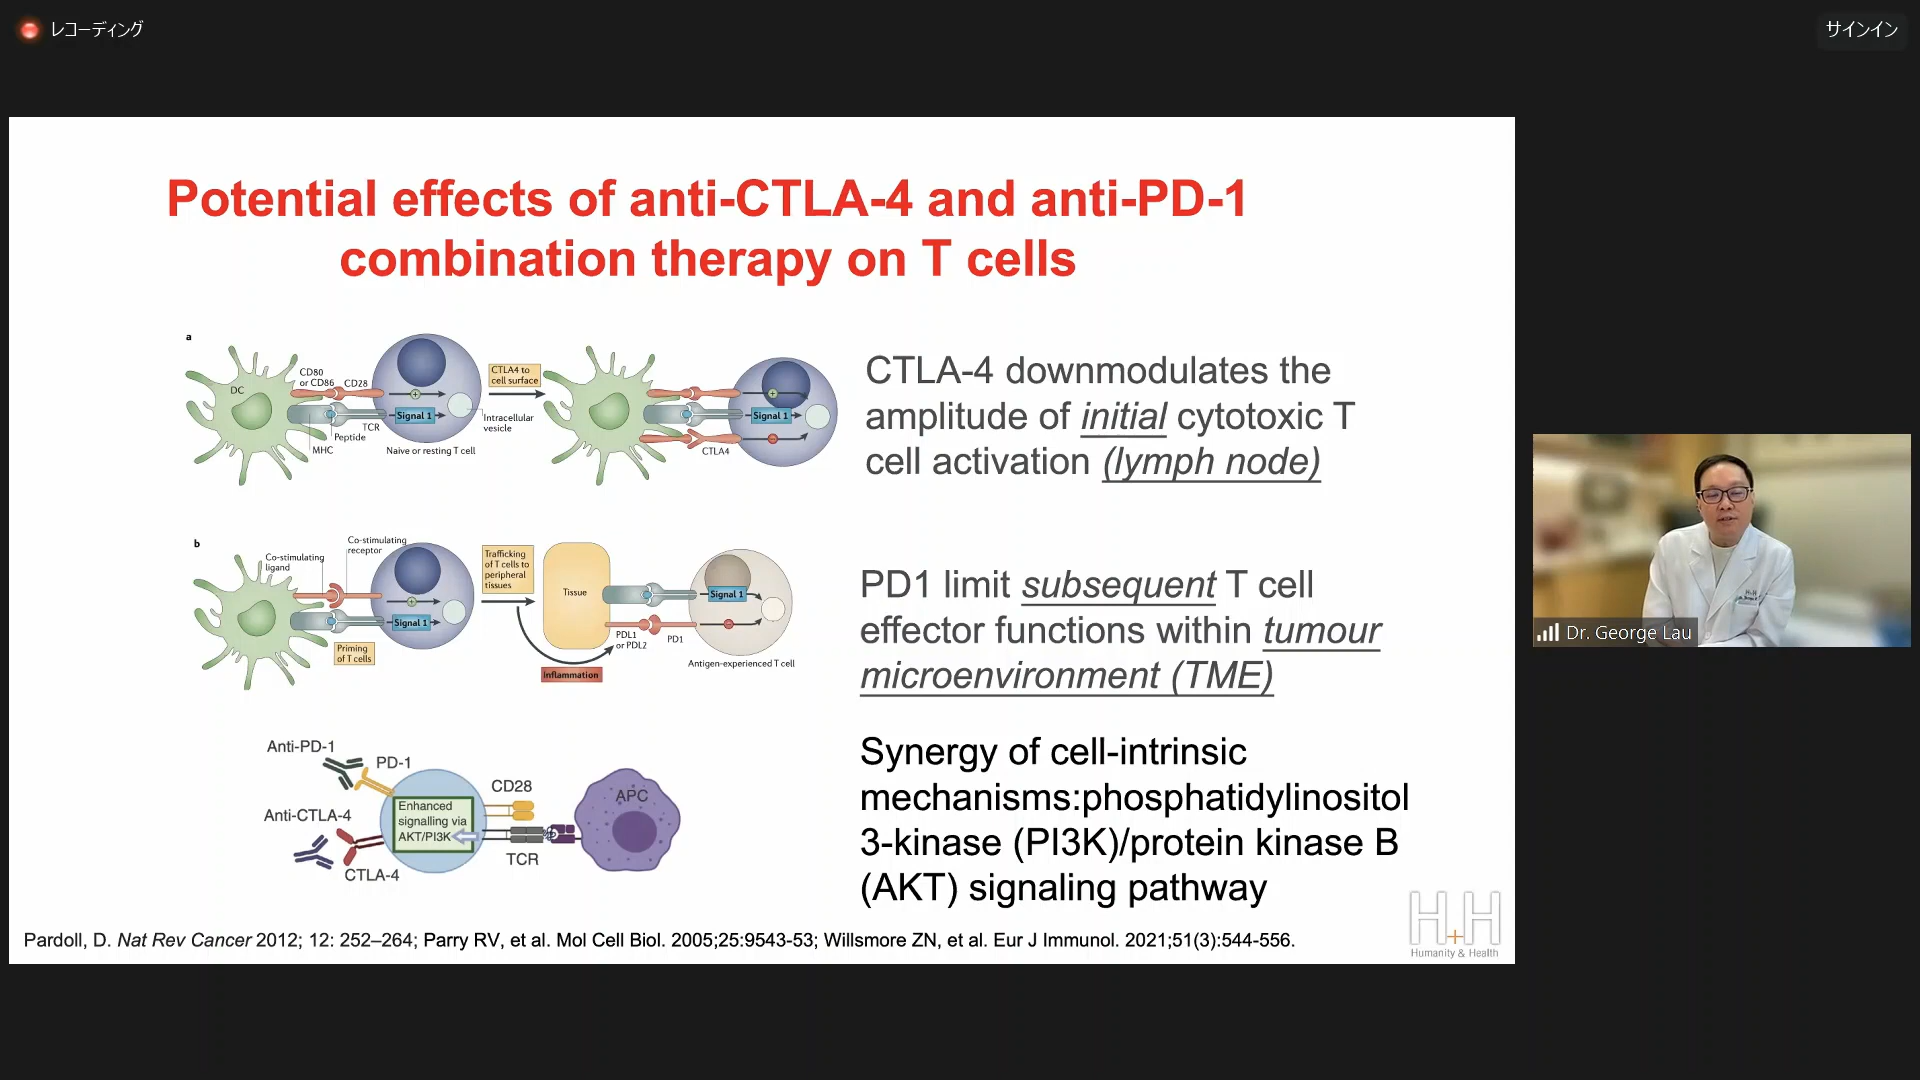 レコーディング
サインイン
Potential effects of anti-CTLA-4 and anti-PD-1
combination therapy on T cells
a
DC
CD80
or CD86
CD28
Signal 1
TCR
Peptide
MHC
Naive or resting T cell
CTLA4 to
cell surface
Intracellular
vesicle
Signal 1
CTLA4
CTLA-4 downmodulates the
amplitude of initial cytotoxic T
cell activation (lymph node)
b
Co-stimulating
ligand
Co-stimulating
receptor
Signal 1
Priming
of T cells
Trafficking
of T cells to
peripheral
tissues
Tissue
Inflammation
PDL1
or PDL2
PD1
Signal 1
Antigen-experienced T cell
PD1 limit subsequent T cell
effector functions within tumour
microenvironment (TME)
Anti-PD-1
PD-1
Anti-CTLA-4
CTLA-4
Enhanced
signalling via
AKT/PI3K
CD28
TCR
APC
Synergy of cell-intrinsic
mechanisms:phosphatidylinositol
3-kinase (PI3K)/protein kinase B
(AKT) signaling pathway
Pardoll, D. Nat Rev Cancer 2012; 12: 252–264; Parry RV, et al. Mol Cell Biol. 2005;25:9543-53; Willsmore ZN, et al. Eur J Immunol. 2021;51(3):544-556.
H+H
Humanity & Health
Dr. George Lau